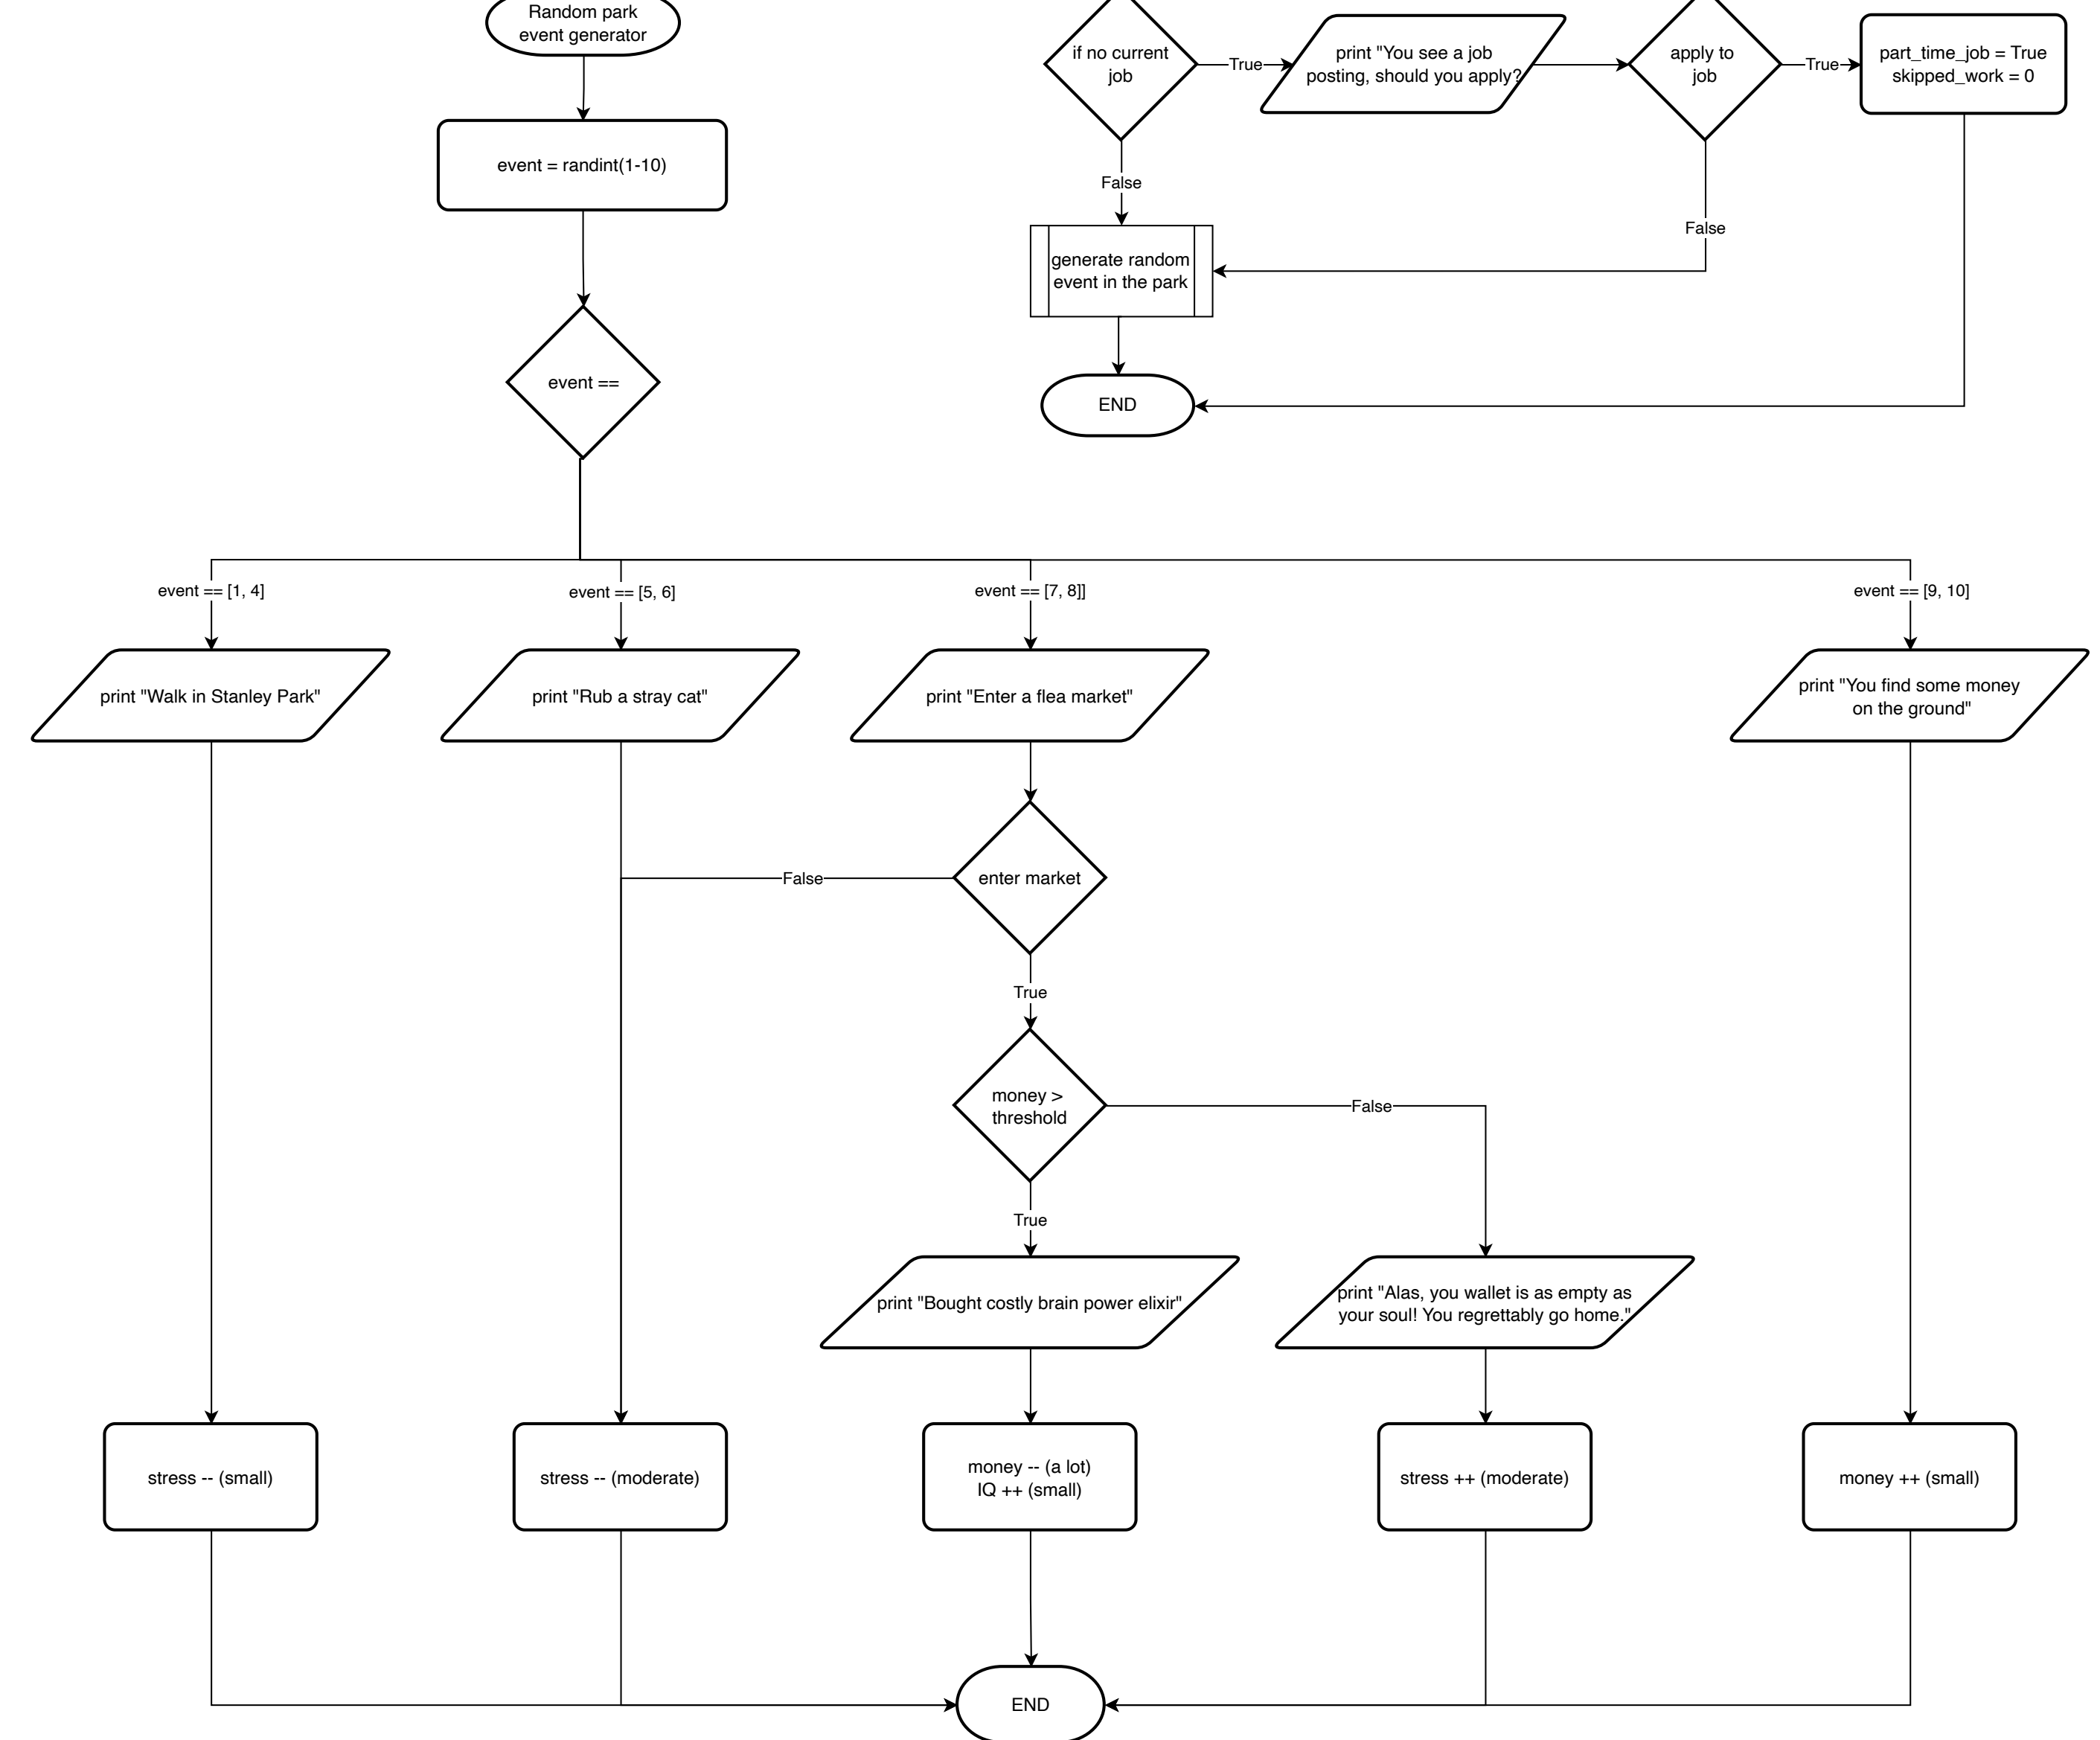 Random park
event generator
event = randint(1-10)
event ==
if no current
job
True
print "You see a job
posting, should you apply?
apply to
job
True
part_time_job = True
skipped_work = 0
False
False
generate random
event in the park
END
event == [1, 4]
event == [5, 6]
event == [7, 8]]
event == [9, 10]
print "Walk in Stanley Park"
print "Rub a stray cat"
print "Enter a flea market"
print "You find some money
on the ground"
False
enter market
True
money >
threshold
False
True
print "Bought costly brain power elixir"
print "Alas, you wallet is as empty as
your soul! You regrettably go home."
stress -- (small)
stress -- (moderate)
money -- (a lot)
IQ ++ (small)
stress ++ (moderate)
money ++ (small)
END